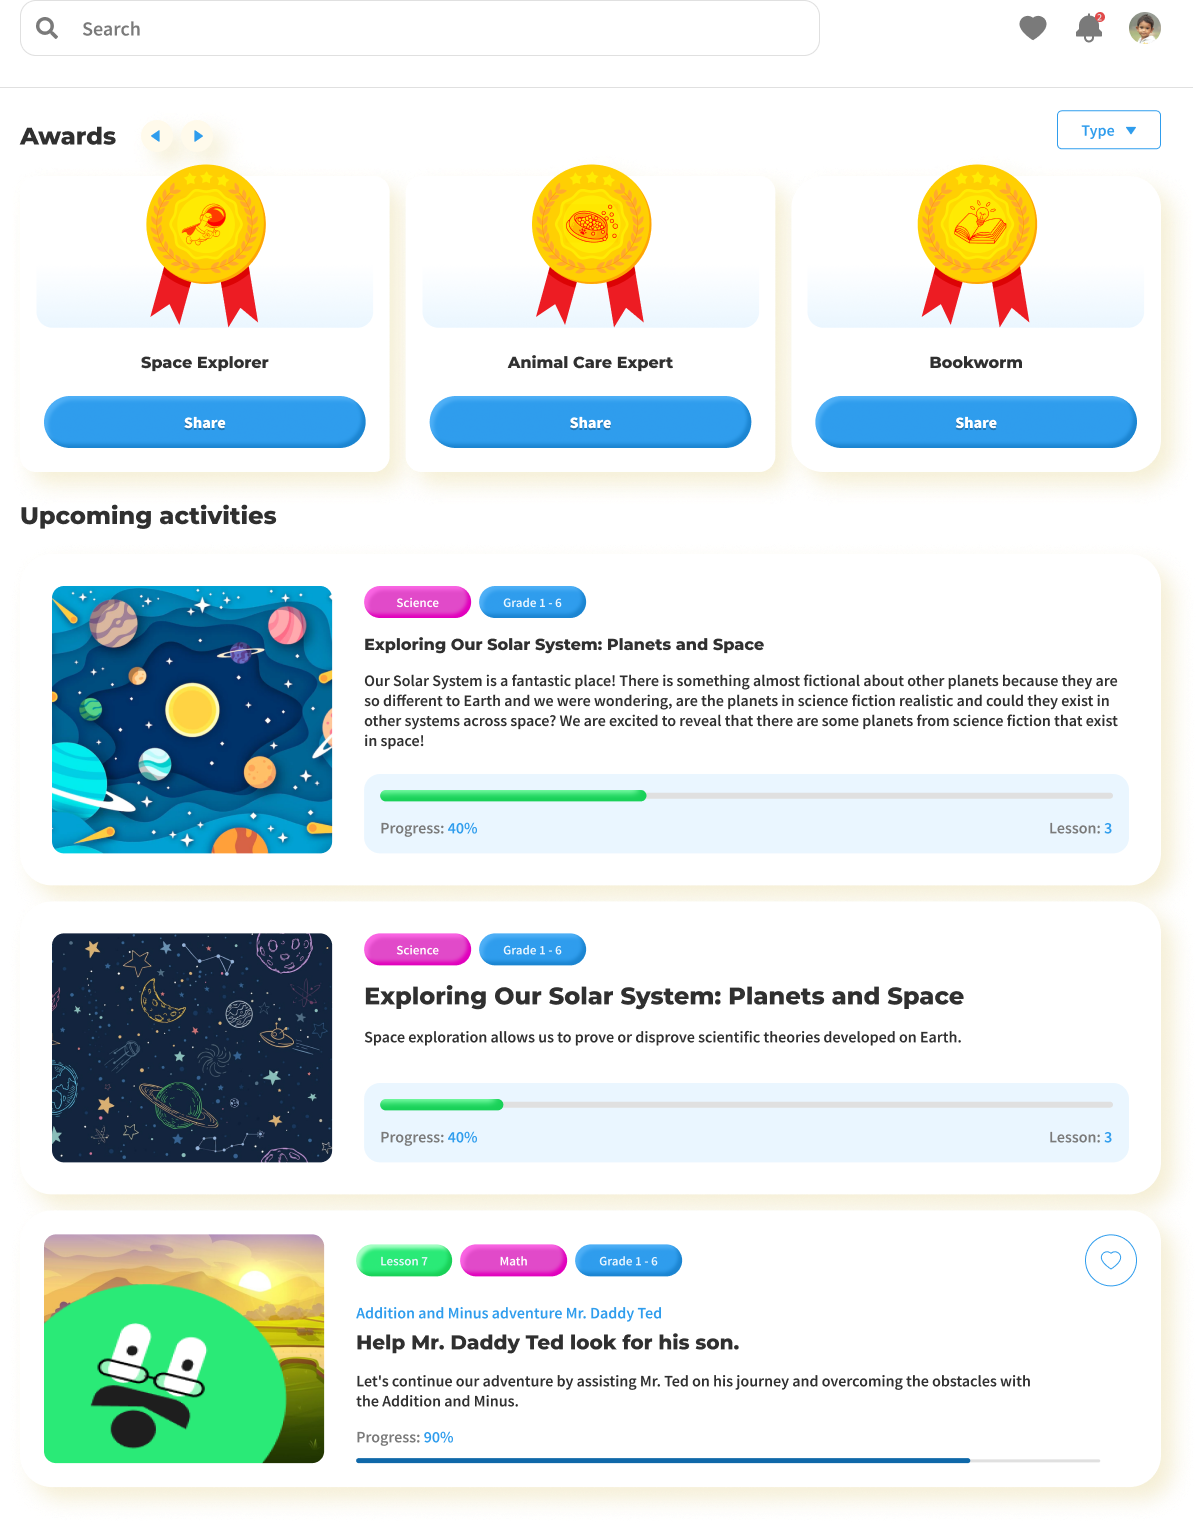 Search
2
Awards
Type
Space Explorer
Animal Care Expert
Bookworm
Share
Share
Share
Upcoming activities
Science
Grade 1 - 6
Exploring Our Solar System: Planets and Space
Our Solar System is a fantastic place! There is something almost fictional about other planets because they are
so different to Earth and we were wondering, are the planets in science fiction realistic and could they exist in
other systems across space? We are excited to reveal that there are some planets from science fiction that exist
in space!
Progress: 40%
Lesson: 3
Science
Grade 1 - 6
Exploring Our Solar System: Planets and Space
Space exploration allows us to prove or disprove scientific theories developed on Earth.
Progress: 40%
Lesson: 3
Lesson 7
Math
Grade 1 - 6
Addition and Minus adventure Mr. Daddy Ted
Help Mr. Daddy Ted look for his son.
Let's continue our adventure by assisting Mr. Ted on his journey and overcoming the obstacles with
the Addition and Minus.
Progress: 90%